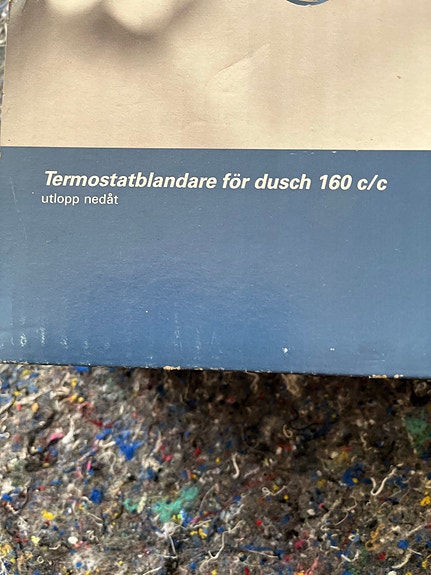 Termostatblandare för dusch 160 c/c
utlopp nedåt